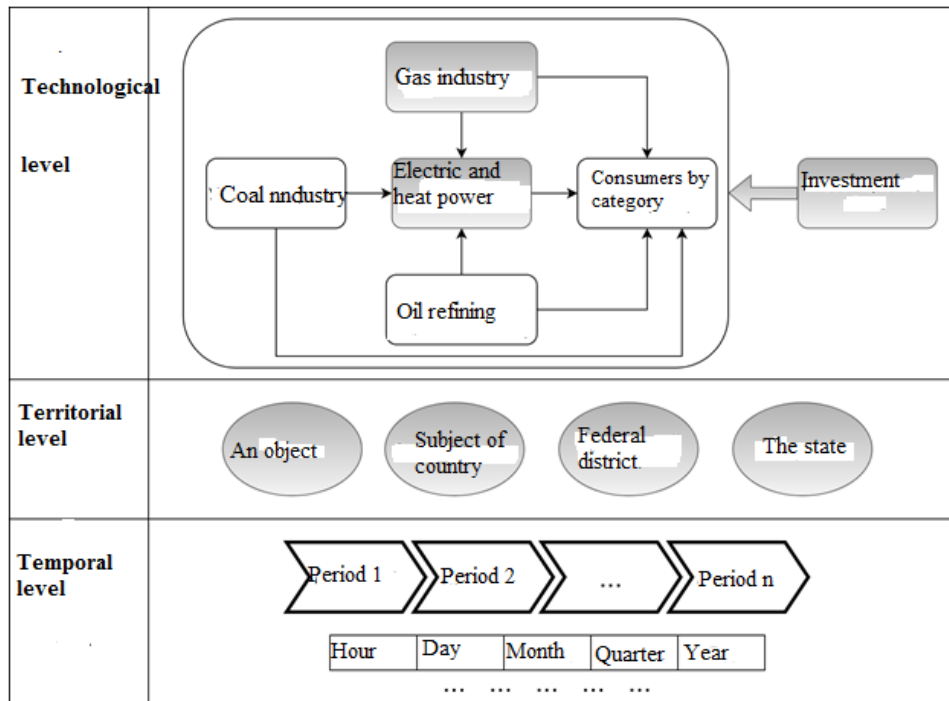 Technological
level
Gas industry
Coal nndustry
Electric and
heat power
Consumers by
category
Investment
Oil refining
Territorial
level
An object
Subject of
country
Federal
district.
The state
Temporal
level
Period 1
Period 2
...
Period n
Hour
Day
Month
Quarter
Year
... ... ... ... ...